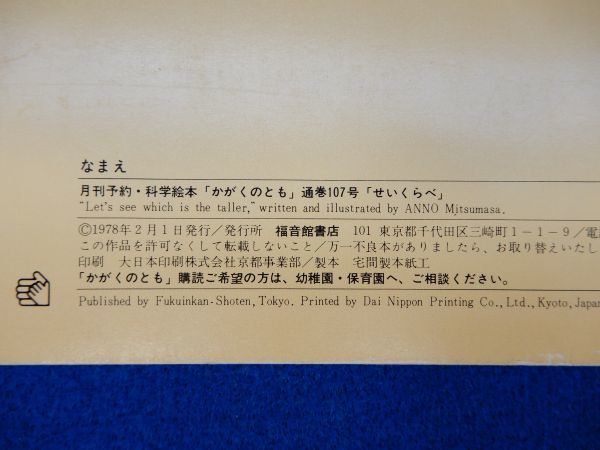 なまえ
月刊予約・科学絵本「かがくのとも」通巻107号「せいくらべ」
"Let's see which is the taller," written and illustrated by ANNO Mitsumasa.
©1978年2月1日発行／発行所 福音館書店 101 東京都千代田区三崎町1－1－9／電
この作品を許可なくして転載しないこと／万一不良本がありましたら、お取り替えいたし
印刷 大日本印刷株式会社京都事業部／製本 宅間製本紙工
「かがくのとも」購読ご希望の方は、幼稚園・保育園へ、ご相談ください。
Published by Fukuinkan-Shoten, Tokyo. Printed by Dai Nippon Printing Co., Ltd., Kyoto, Japan